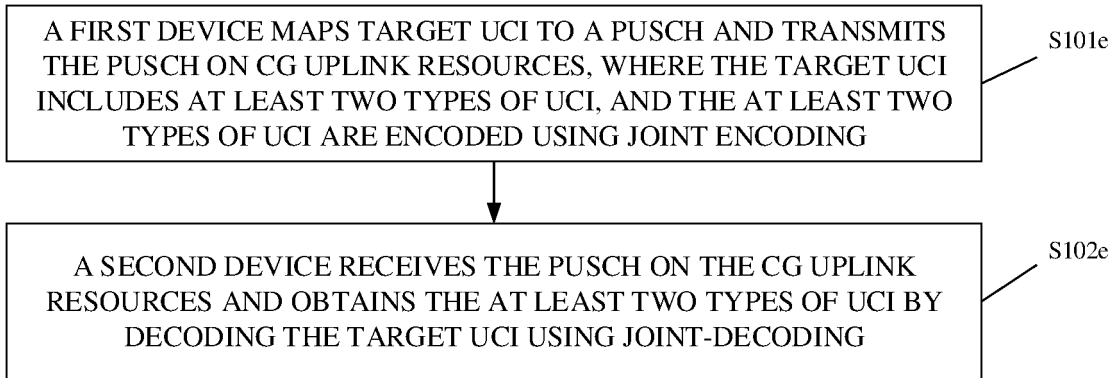 A FIRST DEVICE MAPS TARGET UCI TO A PUSCH AND TRANSMITS
THE PUSCH ON CG UPLINK RESOURCES, WHERE THE TARGET UCI
INCLUDES AT LEAST TWO TYPES OF UCI, AND THE AT LEAST TWO
TYPES OF UCI ARE ENCODED USING JOINT ENCODING
S101e
A SECOND DEVICE RECEIVES THE PUSCH ON THE CG UPLINK
RESOURCES AND OBTAINS THE AT LEAST TWO TYPES OF UCI BY
DECODING THE TARGET UCI USING JOINT-DECODING
S102e